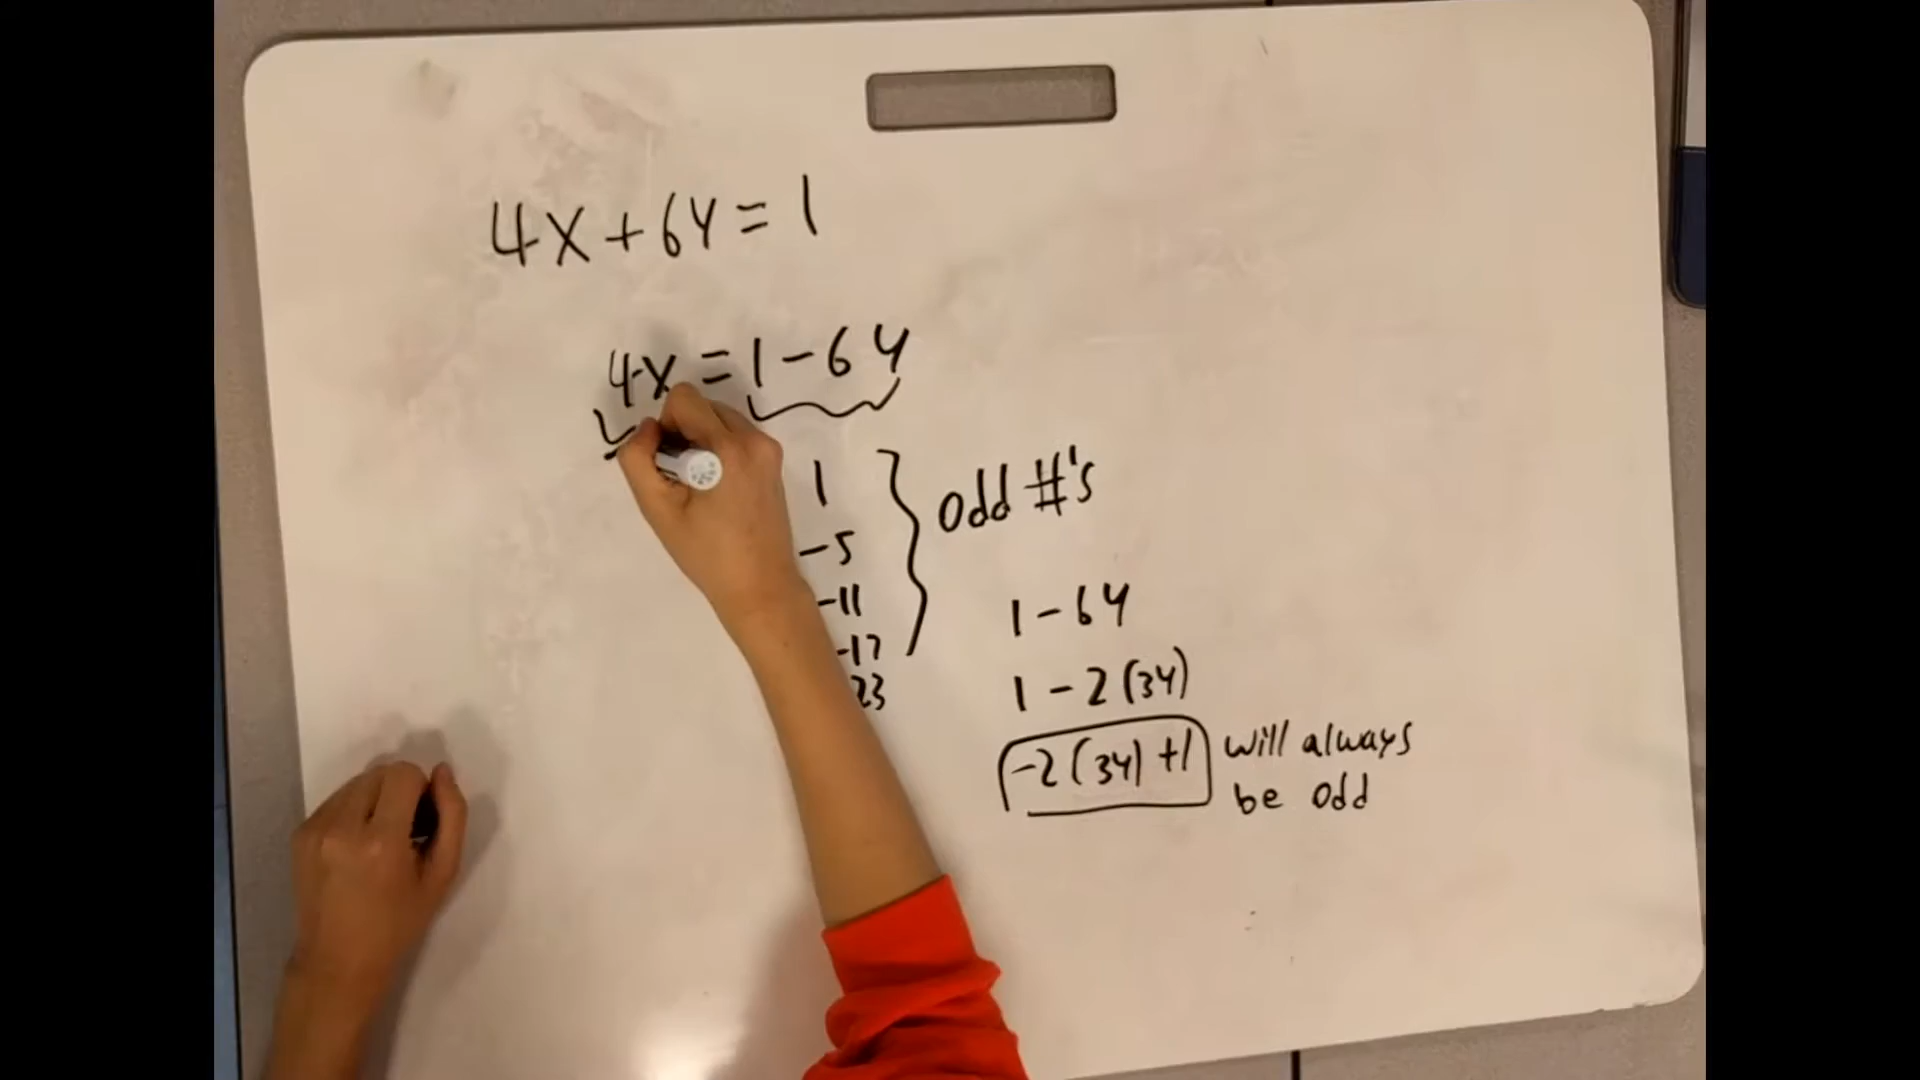 4x+6y=1
4x=1-6y
1
-5
-11
-17
23
odd #'s
1-6y
1-2(3y)
-2(3y)+1 will always
be odd